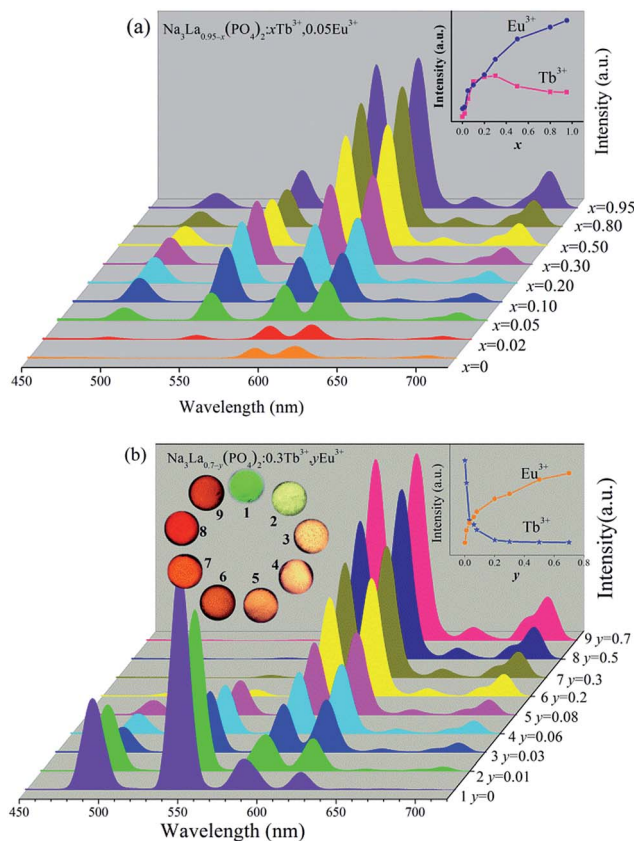 (a) Na₃La₀.₉₅₋ₓ(PO₄)₂:xTb³⁺,0.05Eu³⁺
Intensity (a.u.)
Eu³⁺
Tb³⁺
0.0 0.2 0.4 0.6 0.8 1.0
x
Intensity (a.u.)
x=0.95
x=0.80
x=0.50
x=0.30
x=0.20
x=0.10
x=0.05
x=0.02
x=0
450 500 550 600 650 700
Wavelength (nm)
(b) Na₃La₀.₇₋ᵧ(PO₄)₂:0.3Tb³⁺,yEu³⁺
1
2
3
4
5
6
7
8
9
Intensity (a.u.)
Eu³⁺
Tb³⁺
0.0 0.2 0.4 0.6 0.8
y
Intensity(a.u.)
9 y=0.7
8 y=0.5
7 y=0.3
6 y=0.2
5 y=0.08
4 y=0.06
3 y=0.03
2 y=0.01
1 y=0
450 500 550 600 650 700
Wavelength (nm)